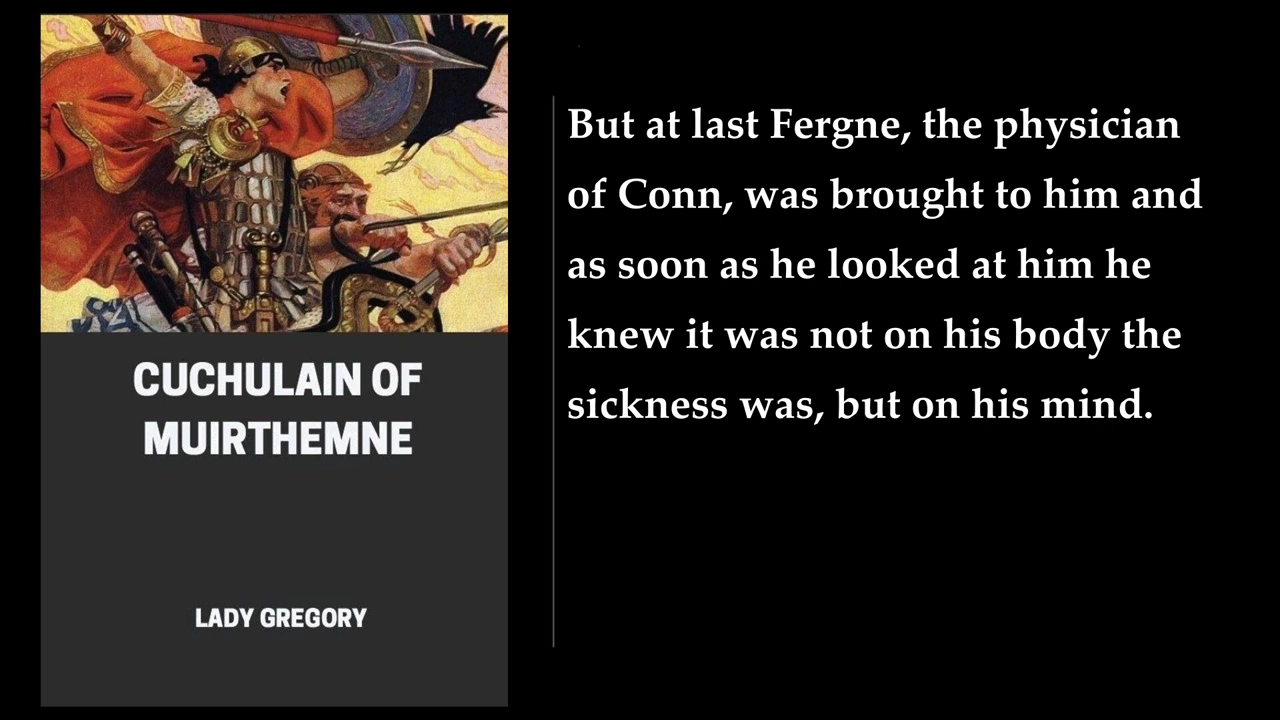 CUCHULAIN OF
MUIRTHEMNE
LADY GREGORY
But at last Fergne, the physician
of Conn, was brought to him and
as soon as he looked at him he
knew it was not on his body the
sickness was, but on his mind.